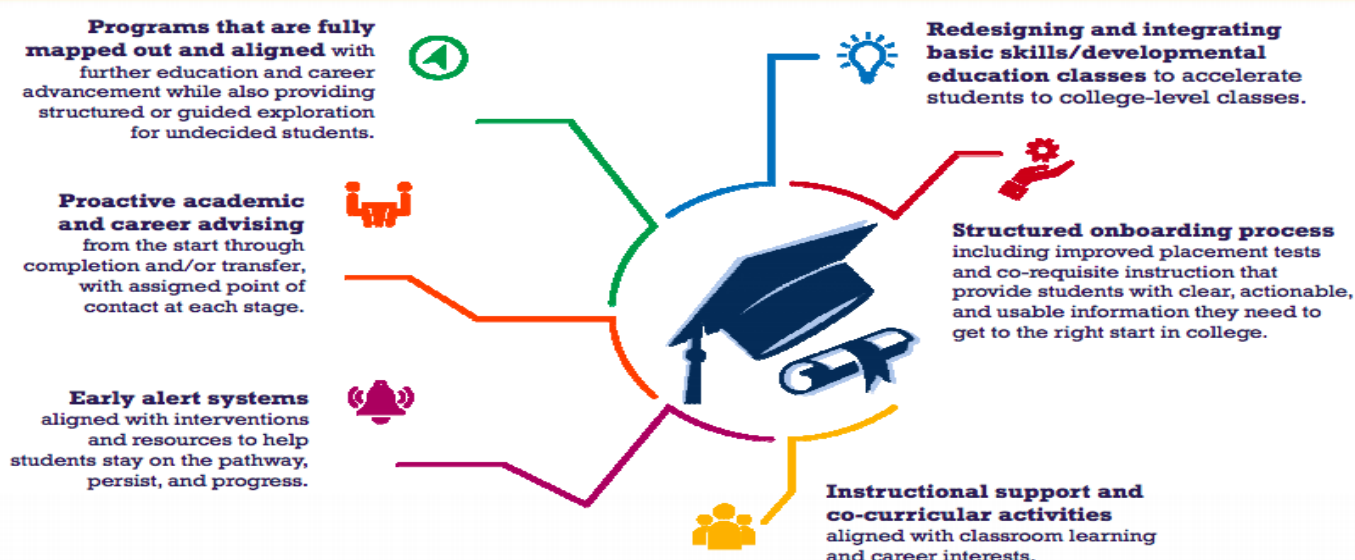 Programs that are fully
mapped out and aligned with
further education and career
advancement while also providing
structured or guided exploration
for undecided students.
Proactive academic
and career advising
from the start through
completion and/or transfer,
with assigned point of
contact at each stage.
Early alert systems
aligned with interventions
and resources to help
students stay on the pathway,
persist, and progress.
Redesigning and integrating
basic skills/developmental
education classes to accelerate
students to college-level classes.
Structured onboarding process
including improved placement tests
and co-requisite instruction that
provide students with clear, actionable,
and usable information they need to
get to the right start in college.
Instructional support and
co-curricular activities
aligned with classroom learning
and career interests.